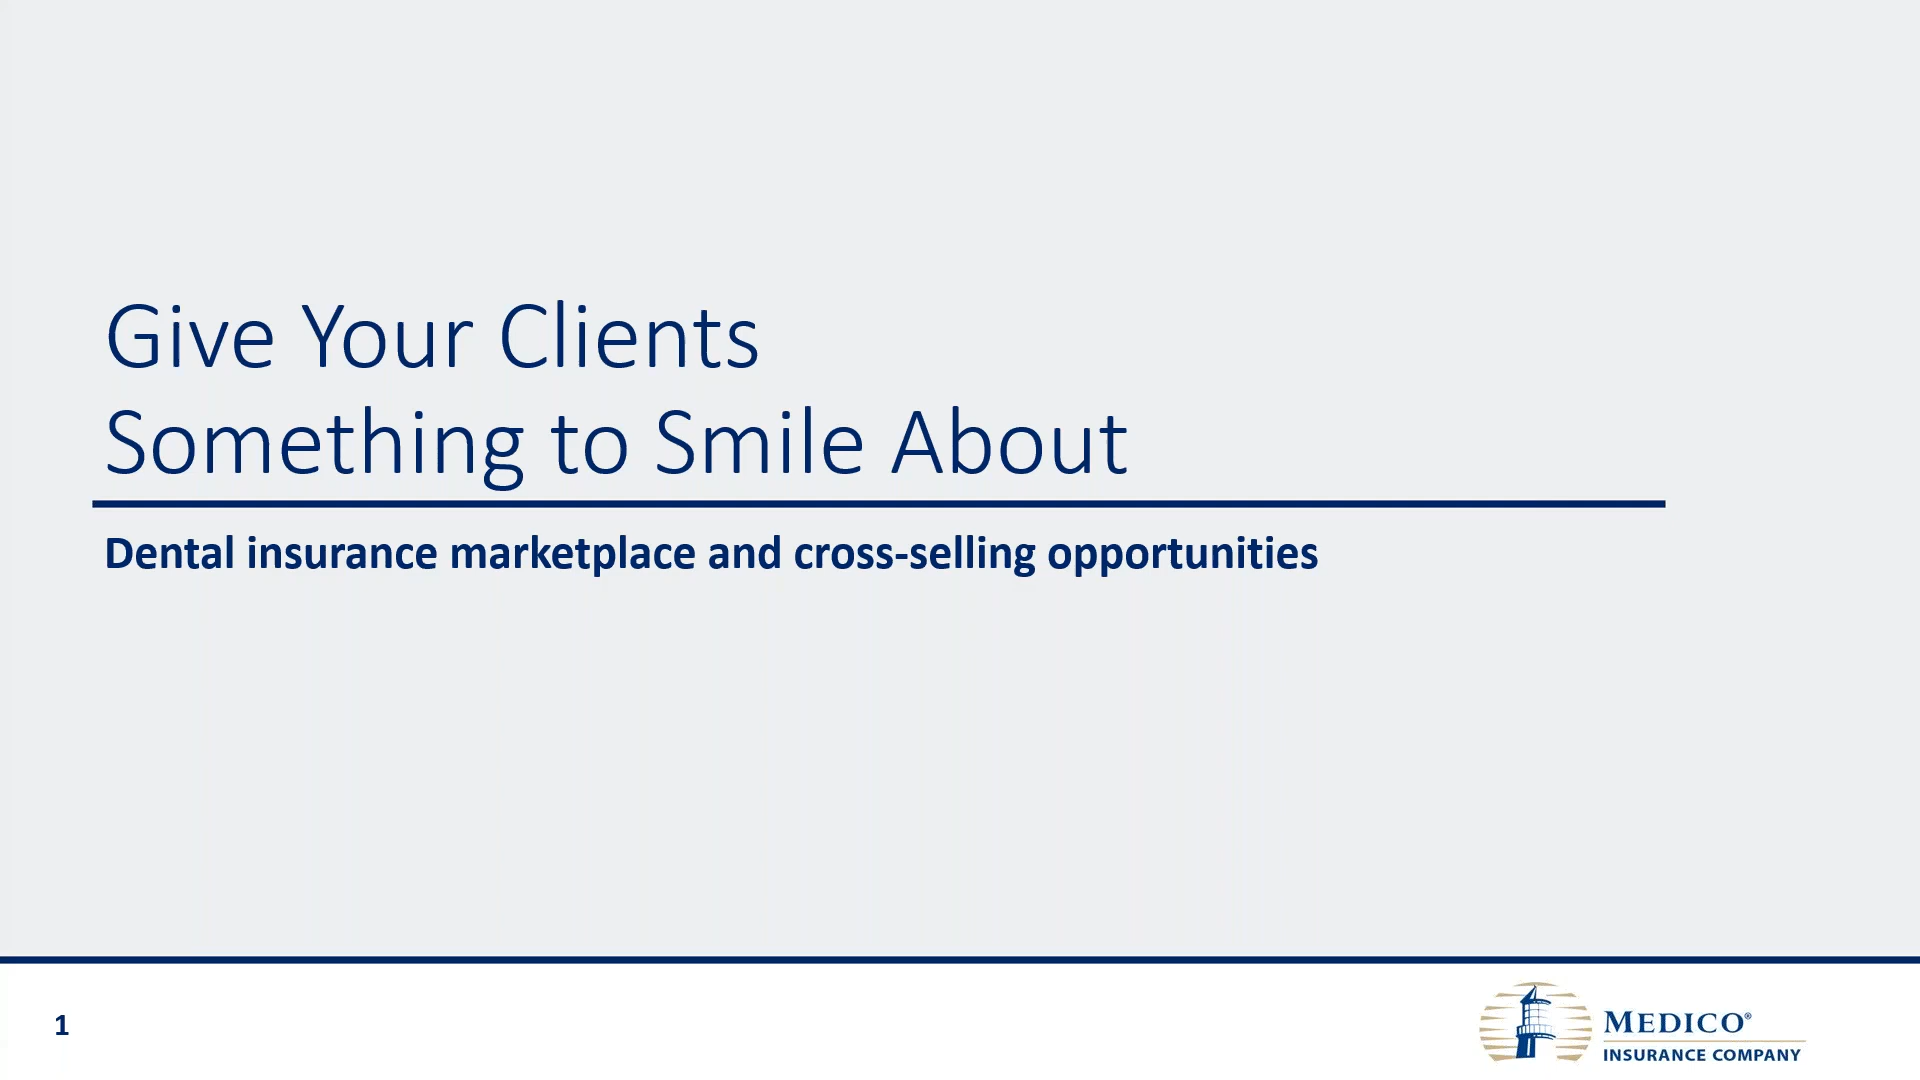 Give Your Clients
Something to Smile About
Dental insurance marketplace and cross-selling opportunities
1
MEDICO®
INSURANCE COMPANY